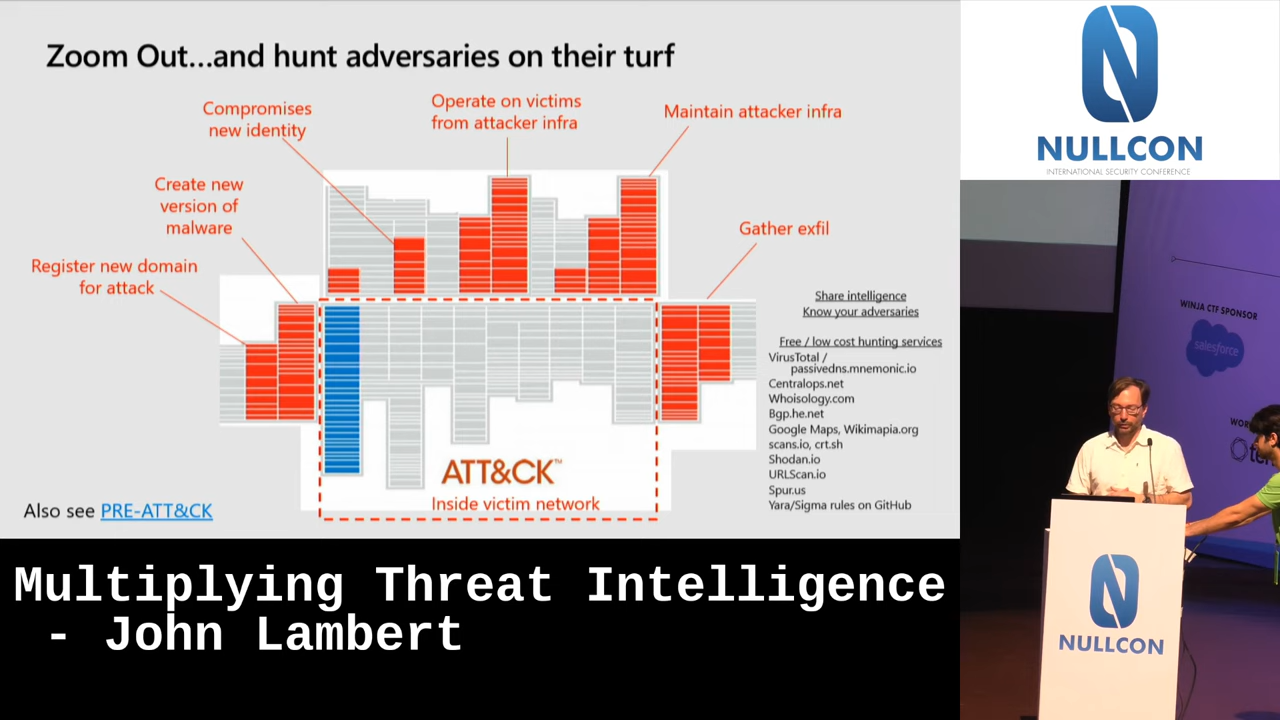 Zoom Out...and hunt adversaries on their turf
Compromises
new identity
Operate on victims
from attacker infra
Maintain attacker infra
Create new
version of
malware
Gather exfil
Register new domain
for attack
Share intelligence
Know your adversaries
Free / low cost hunting services
VirusTotal /
passivedns.mnemonic.io
Centralops.net
Whoisology.com
Bgp.he.net
Google Maps, Wikimapia.org
scans.io, crt.sh
Shodan.io
URLScan.io
Spur.us
Yara/Sigma rules on GitHub
ATT&CK™
Inside victim network
Also see PRE-ATT&CK
Multiplying Threat Intelligence
- John Lambert
NULLCON
INTERNATIONAL SECURITY CONFERENCE
WINJA CTF SPONSOR
salesforce
NULLCON